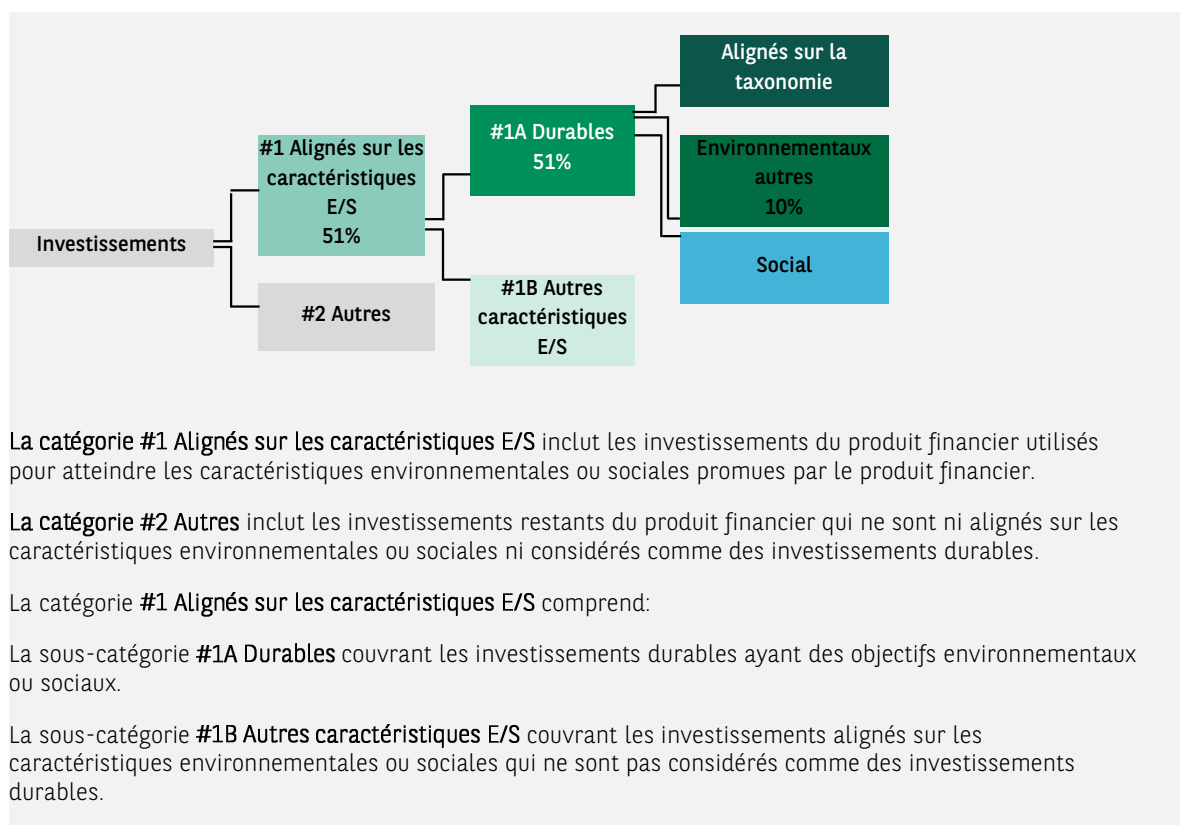 Alignés sur la
taxonomie
#1A Durables
51%
#1 Alignés sur les
caractéristiques
E/S
51%
Environnementaux
autres
10%
Investissements
Social
#2 Autres
#1B Autres
caractéristiques
E/S
La catégorie #1 Alignés sur les caractéristiques E/S inclut les investissements du produit financier utilisés
pour atteindre les caractéristiques environnementales ou sociales promues par le produit financier.
La catégorie #2 Autres inclut les investissements restants du produit financier qui ne sont ni alignés sur les
caractéristiques environnementales ou sociales ni considérés comme des investissements durables.
La catégorie #1 Alignés sur les caractéristiques E/S comprend:
La sous-catégorie #1A Durables couvrant les investissements durables ayant des objectifs environnementaux
ou sociaux.
La sous-catégorie #1B Autres caractéristiques E/S couvrant les investissements alignés sur les
caractéristiques environnementales ou sociales qui ne sont pas considérés comme des investissements
durables.